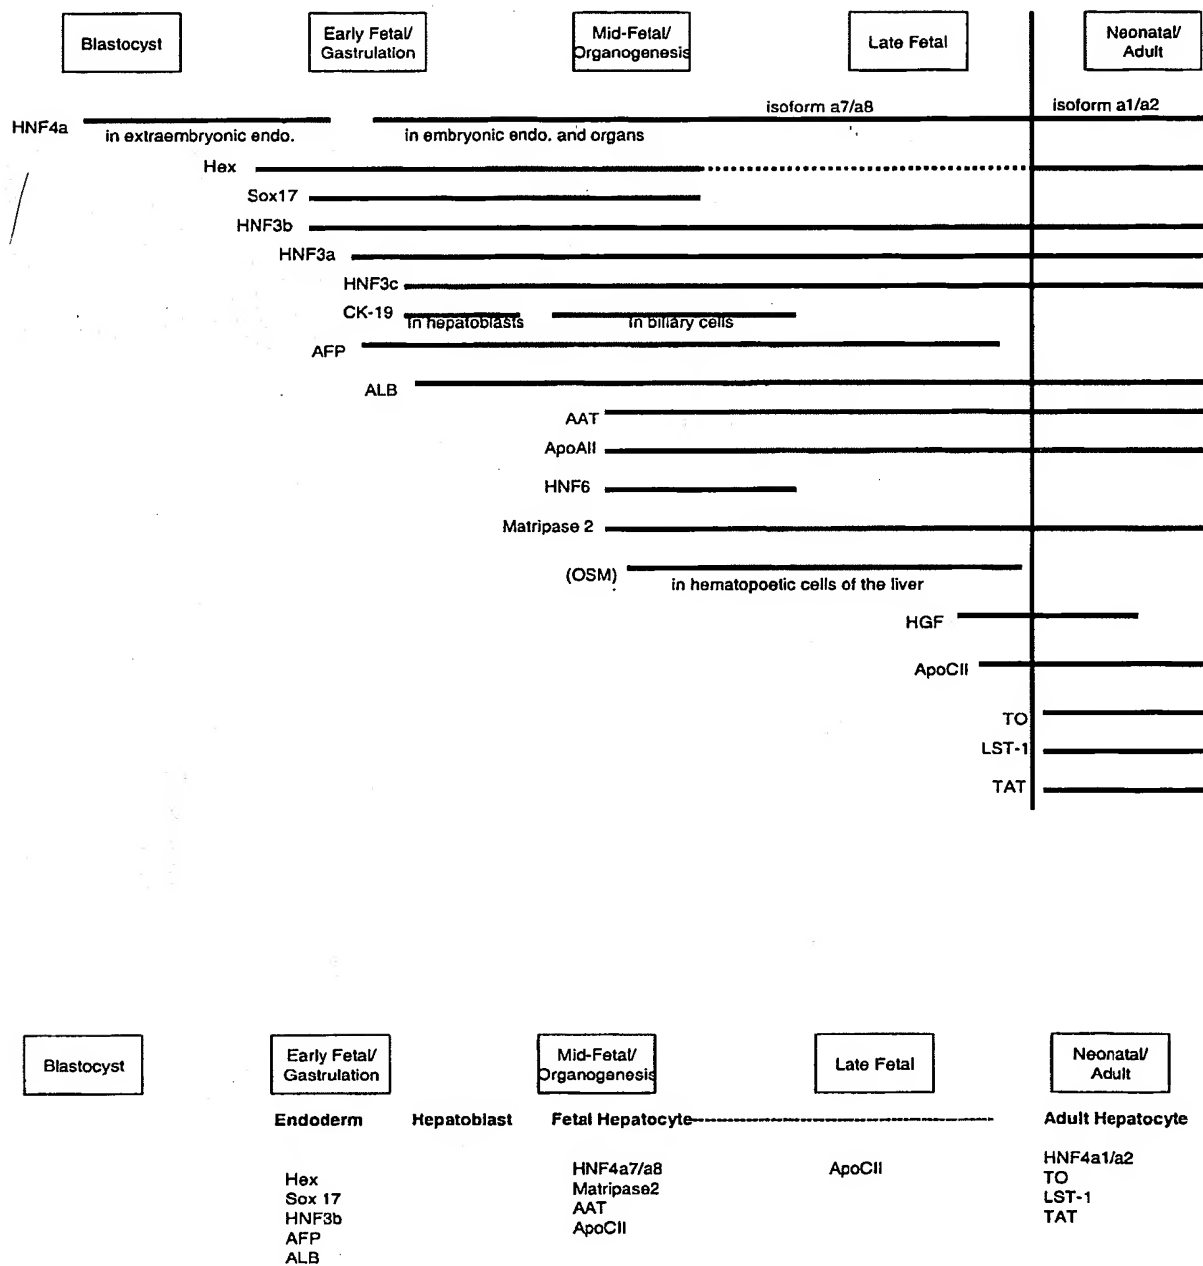 Blastocyst
Early Fetal/
Gastrulation
Mid-Fetal/
Organogenesis
Late Fetal
Neonatal/
Adult
HNF4a
in extraembryonic endo.
in embryonic endo. and organs
isoform a7/a8
isoform a1/a2
Hex
Sox17
HNF3b
HNF3a
HNF3c
CK-19
in hepatoblasts
in biliary cells
AFP
ALB
AAT
ApoAII
HNF6
Matripase 2
(OSM)
in hematopoetic cells of the liver
HGF
ApoCII
TO
LST-1
TAT
Blastocyst
Early Fetal/
Gastrulation
Mid-Fetal/
Organogenesis
Late Fetal
Neonatal/
Adult
Endoderm
Hepatoblast
Fetal Hepatocyte
Adult Hepatocyte
Hex
Sox 17
HNF3b
AFP
ALB
HNF4a7/a8
Matripase2
AAT
ApoCII
ApoCII
HNF4a1/a2
TO
LST-1
TAT